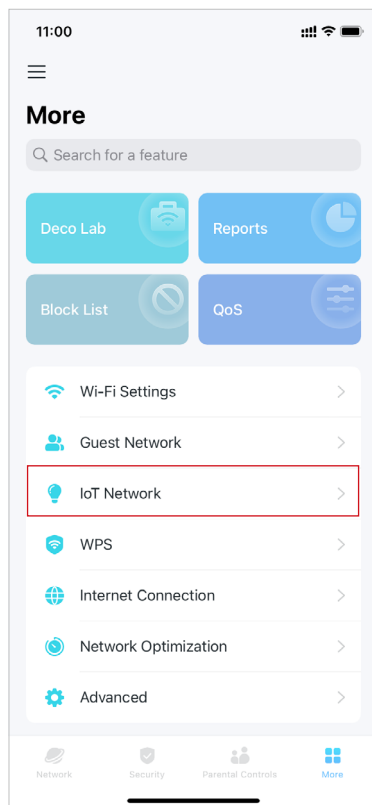 11:00
More
Search for a feature
Deco Lab
Reports
Block List
QoS
Wi-Fi Settings
Guest Network
IoT Network
WPS
Internet Connection
Network Optimization
Advanced
Network Security Parental Controls More